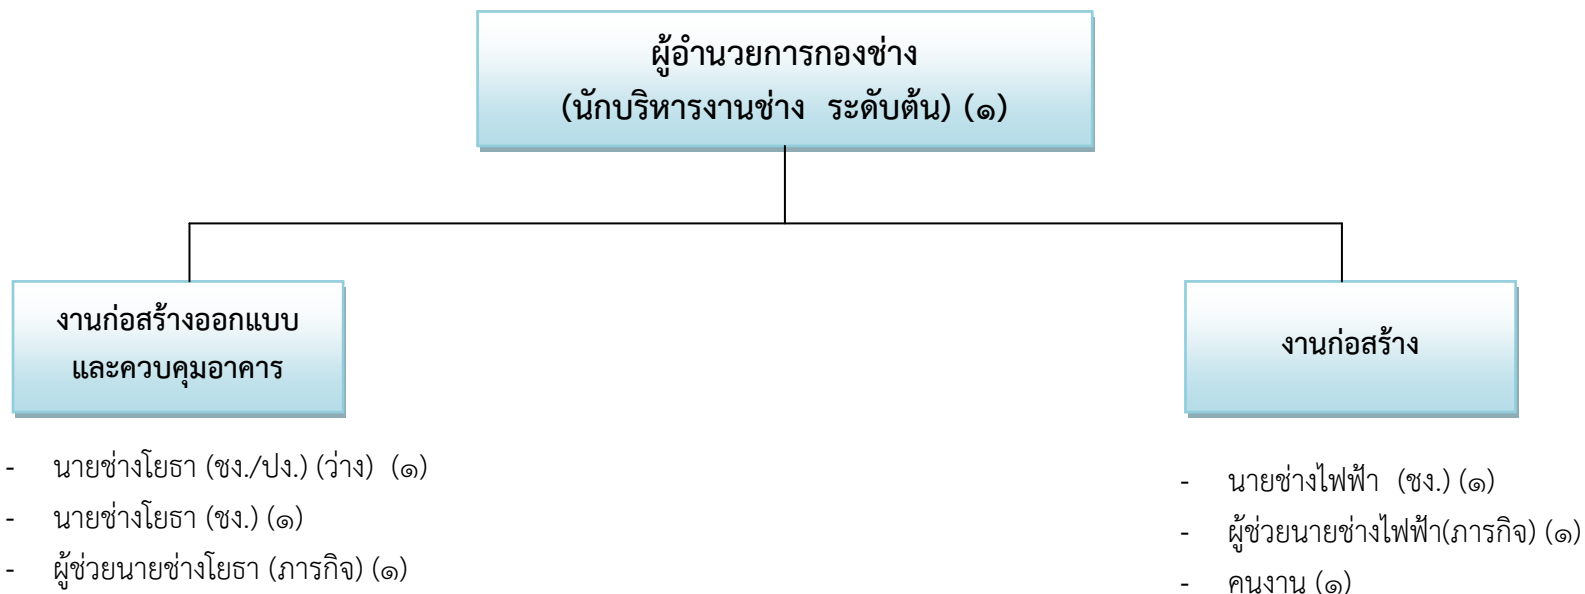 ผู้อำนวยการกองช่าง
(นักบริหารงานช่าง ระดับต้น) (๑)
งานก่อสร้างออกแบบ
และควบคุมอาคาร
- นายช่างโยธา (ชง./ปง.) (ว่าง) (๑)
- นายช่างโยธา (ชง.) (๑)
- ผู้ช่วยนายช่างโยธา (ภารกิจ) (๑)
งานก่อสร้าง
- นายช่างไฟฟ้า (ชง.) (๑)
- ผู้ช่วยนายช่างไฟฟ้า(ภารกิจ) (๑)
- คนงาน (๑)